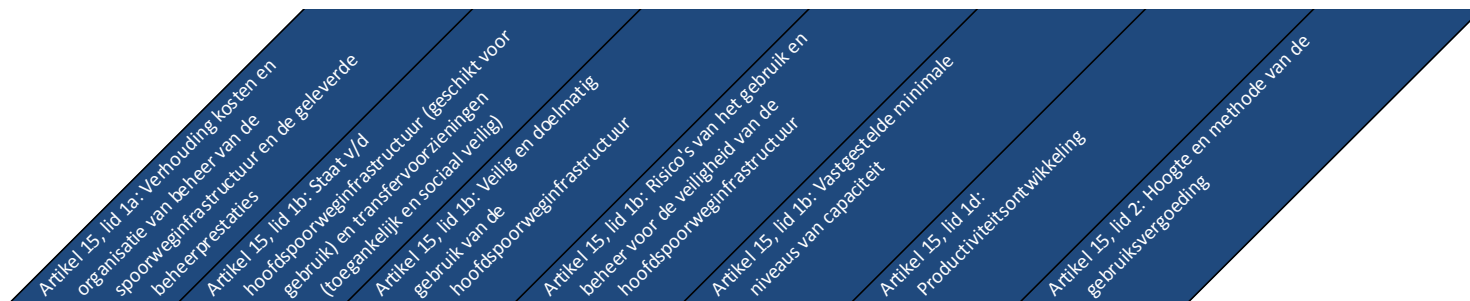 Artikel 15, lid 1a: Verhouding kosten en
organisatie van beheer van de
spoorweginfrastructuur en de geleverde
beheerprestaties
Artikel 15, lid 1b: Staat v/d
hoofdspoorweginfrastructuur (geschikt voor
gebruik) en transfervoorzieningen
(toegankelijk en sociaal veilig)
Artikel 15, lid 1b: Veilig en doelmatig
gebruik van de
hoofdspoorweginfrastructuur
Artikel 15, lid 1b: Risico's van het gebruik en
beheer voor de veiligheid van de
hoofdspoorweginfrastructuur
Artikel 15, lid 1b: Vastgestelde minimale
niveaus van capaciteit
Artikel 15, lid 1d:
Productiviteitsontwikkeling
Artikel 15, lid 2: Hoogte en methode van de
gebruiksvergoeding